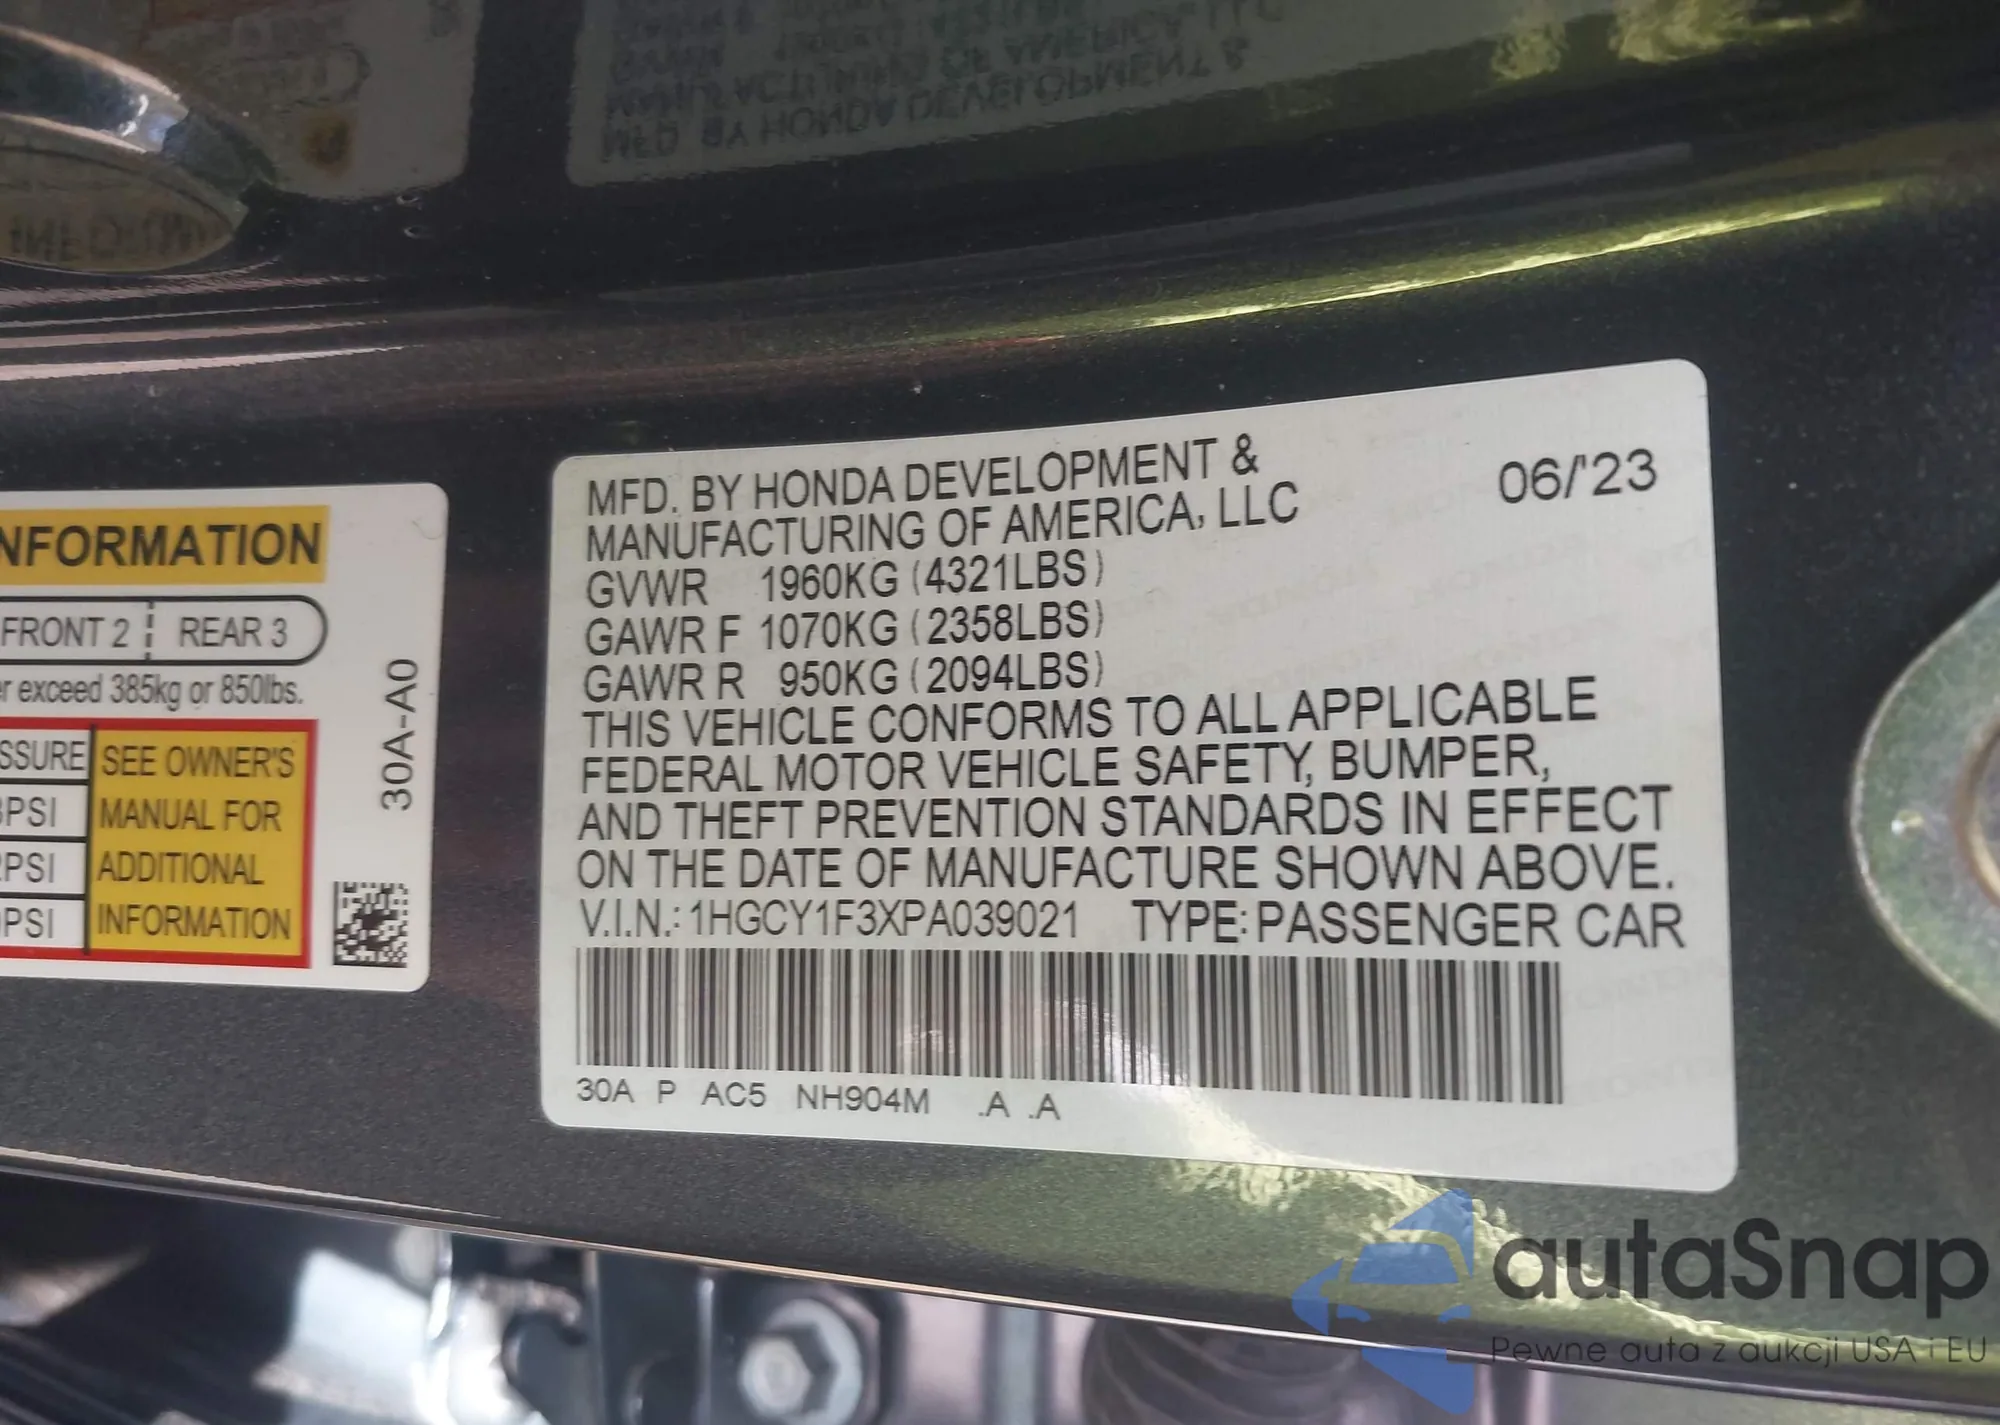 NFORMATION
FRONT 2 REAR 3
r exceed 385kg or 850lbs.
SSURE SEE OWNER'S
PSI MANUAL FOR
PSI ADDITIONAL
PSI INFORMATION
30A-A0
MFD. BY HONDA DEVELOPMENT &
MANUFACTURING OF AMERICA, LLC
06/'23
GVWR 1960KG (4321LBS)
GAWR F 1070KG (2358LBS)
GAWR R 950KG (2094LBS)
THIS VEHICLE CONFORMS TO ALL APPLICABLE
FEDERAL MOTOR VEHICLE SAFETY, BUMPER,
AND THEFT PREVENTION STANDARDS IN EFFECT
ON THE DATE OF MANUFACTURE SHOWN ABOVE.
V.I.N.: 1HGCY1F3XPA039021 TYPE: PASSENGER CAR
30A P AC5 NH904M .A .A
autaSnap
Pewne auta z aukcji USA i EU